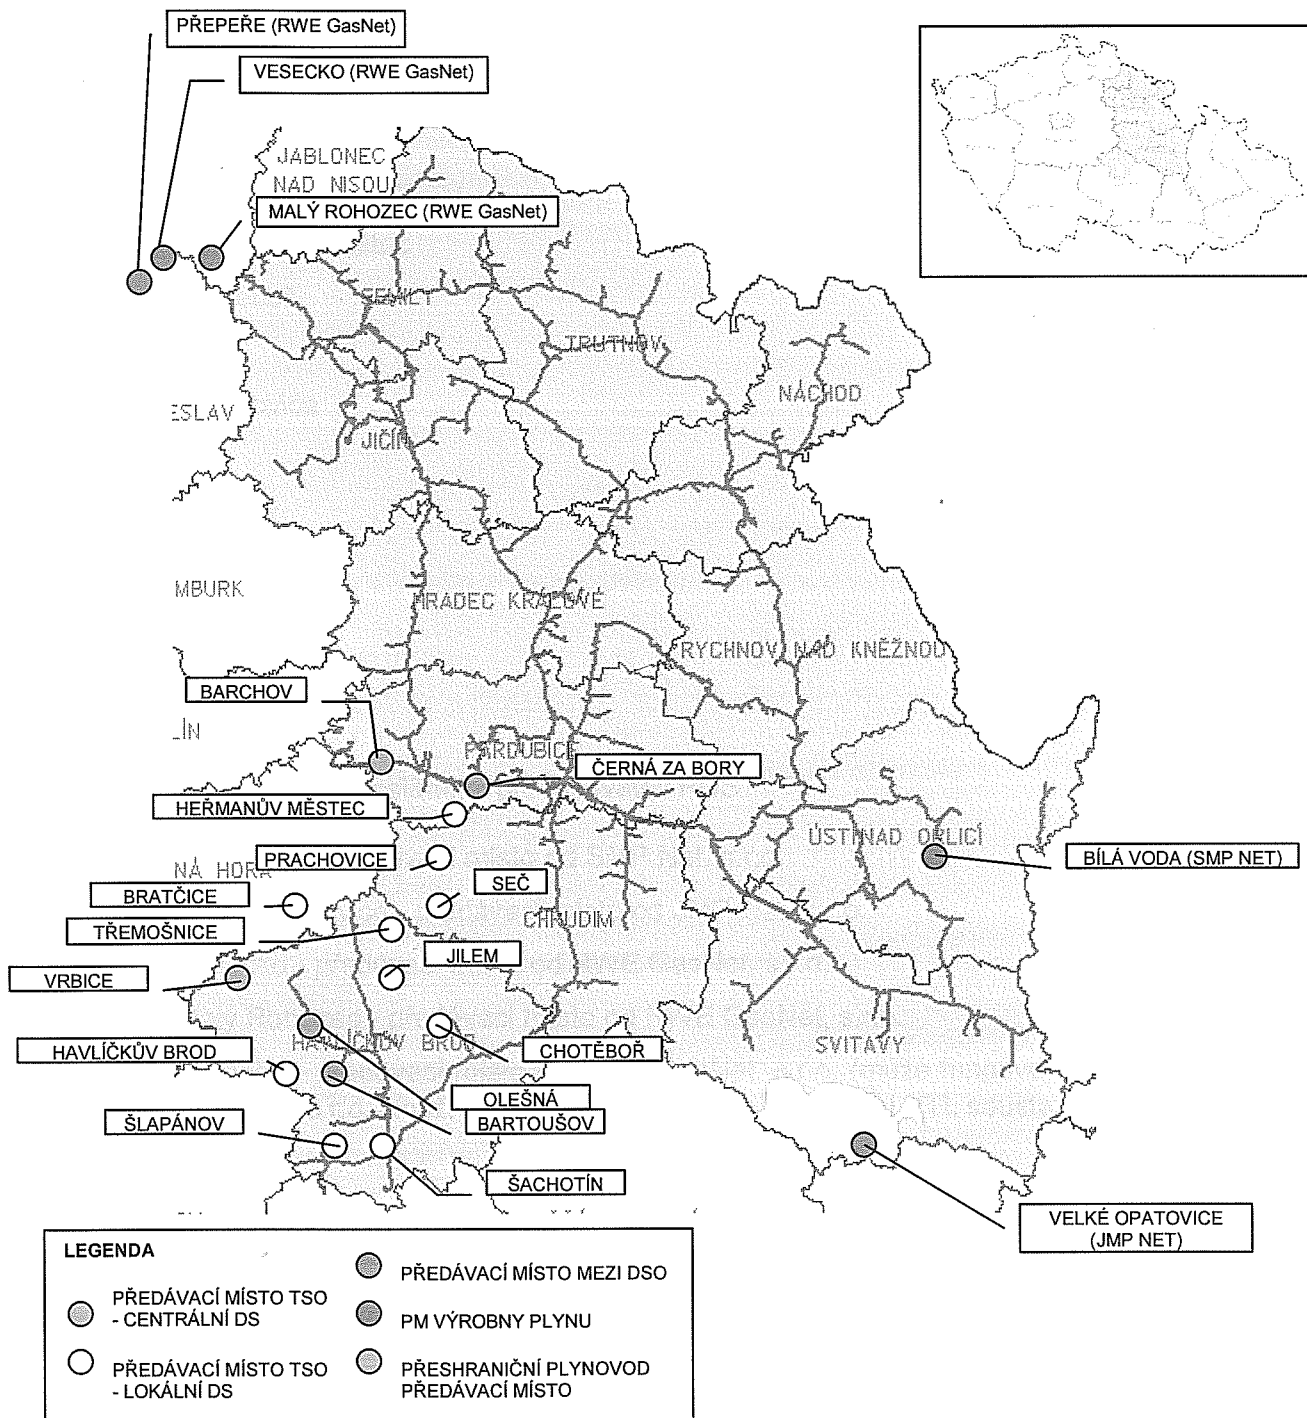 PŘEPEŘE (RWE GasNet)
VESECKO (RWE GasNet)
JABLONEC
NAD NISOU
MALÝ ROHOZEC (RWE GasNet)
SEMILY
TRUTNOV
NÁCHOD
ESLAV
JIČÍN
MBURK
HRADEC KRÁLOVÉ
RYCHNOV NAD KNĚŽNOU
BARCHOV
LÍN
PARDUBICE
ČERNÁ ZA BORY
HEŘMANŮV MĚSTEC
ÚSTÍ NAD ORLICÍ
PRACHOVICE
BÍLÁ VODA (SMP NET)
NÁ HORA
SEČ
BRATČICE
CHRUDIM
TŘEMOŠNICE
JILEM
VRBICE
HAVLÍČKŮV BROD
SVITAVY
HAVLÍČKŮV BROD
CHOTĚBOŘ
OLEŠNÁ
BARTOUŠOV
ŠLAPÁNOV
ŠACHOTÍN
VELKÉ OPATOVICE
(JMP NET)
LEGENDA
PŘEDÁVACÍ MÍSTO TSO
- CENTRÁLNÍ DS
PŘEDÁVACÍ MÍSTO TSO
- LOKÁLNÍ DS
PŘEDÁVACÍ MÍSTO MEZI DSO
PM VÝROBNY PLYNU
PŘESHRANIČNÍ PLYNOVOD
PŘEDÁVACÍ MÍSTO